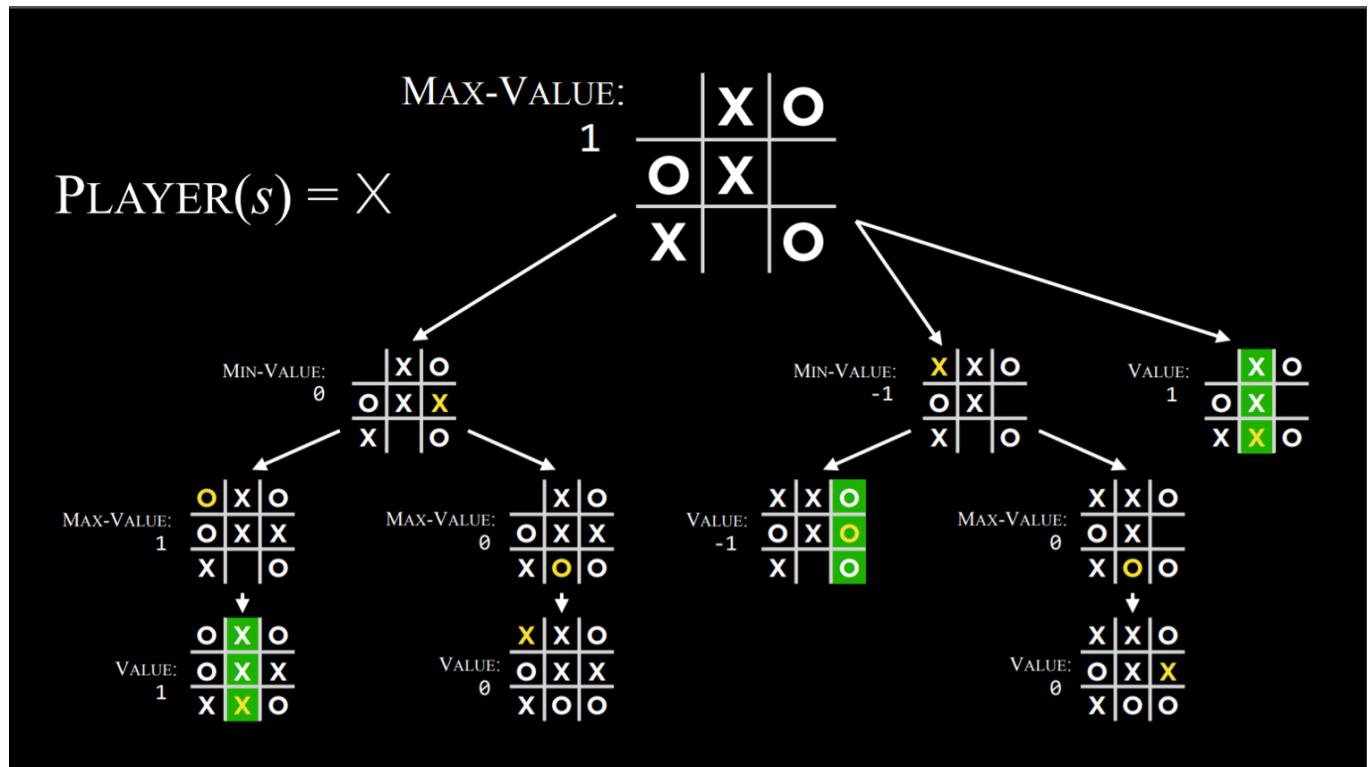 MAX-VALUE:
1
X O
O X
X O
PLAYER(s) = X
MIN-VALUE:
0
X O
O X X
X O
MIN-VALUE:
-1
X X O
O X
X O
VALUE:
1
X O
O X
X X O
MAX-VALUE:
1
O X O
O X X
X O
MAX-VALUE:
0
X O
O X X
X O O
VALUE:
-1
X X O
O X O
X O
MAX-VALUE:
0
X X O
O X
X O O
VALUE:
1
O X O
O X X
X X O
VALUE:
0
X X O
O X X
X O O
VALUE:
0
X X O
O X X
X O O